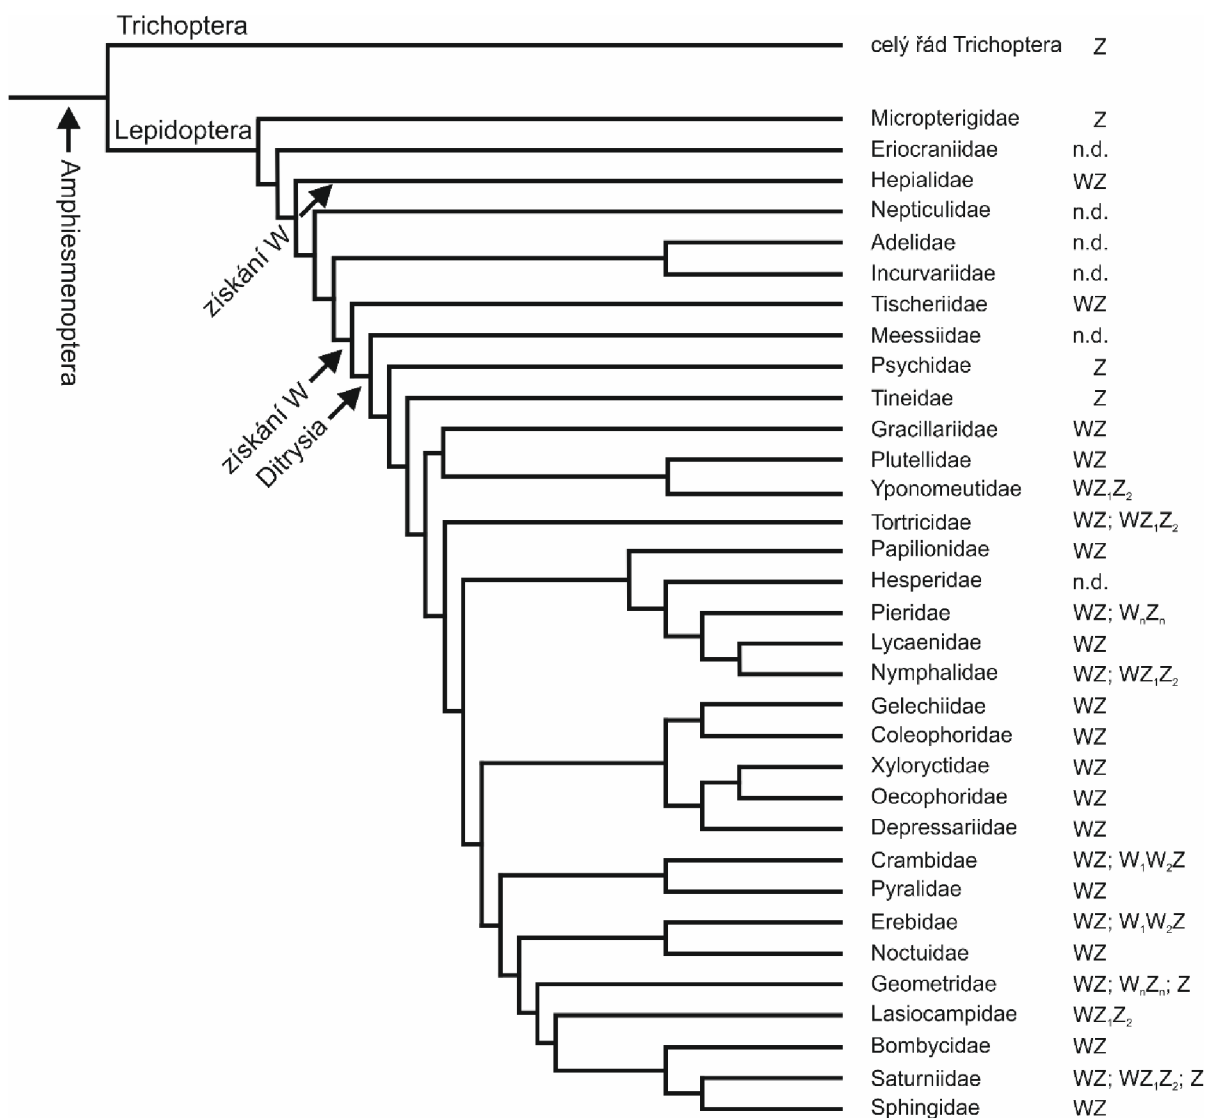 Trichoptera
celý řád Trichoptera Z
Lepidoptera
Amphiesmenoptera
Micropterigidae Z
Eriocraniidae n.d.
Hepialidae WZ
získání W
Nepticulidae n.d.
Adelidae n.d.
Incurvariidae n.d.
Tischeriidae WZ
získání W
Meessiidae n.d.
Ditrysia
Psychidae Z
Tineidae Z
Gracillariidae WZ
Plutellidae WZ
Yponomeutidae WZ₁Z₂
Tortricidae WZ; WZ₁Z₂
Papilionidae WZ
Hesperidae n.d.
Pieridae WZ; WₙZₙ
Lycaenidae WZ
Nymphalidae WZ; WZ₁Z₂
Gelechiidae WZ
Coleophoridae WZ
Xyloryctidae WZ
Oecophoridae WZ
Depressariidae WZ
Crambidae WZ; W₁W₂Z
Pyralidae WZ
Erebidae WZ; W₁W₂Z
Noctuidae WZ
Geometridae WZ; WₙZₙ; Z
Lasiocampidae WZ₁Z₂
Bombycidae WZ
Saturniidae WZ; WZ₁Z₂; Z
Sphingidae WZ